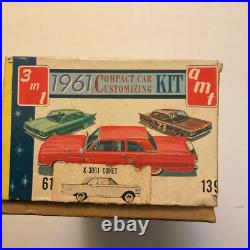 3 in 1
1961 COMPACT CAR CUSTOMIZING KIT
amt
K-3061 COMET
61
139